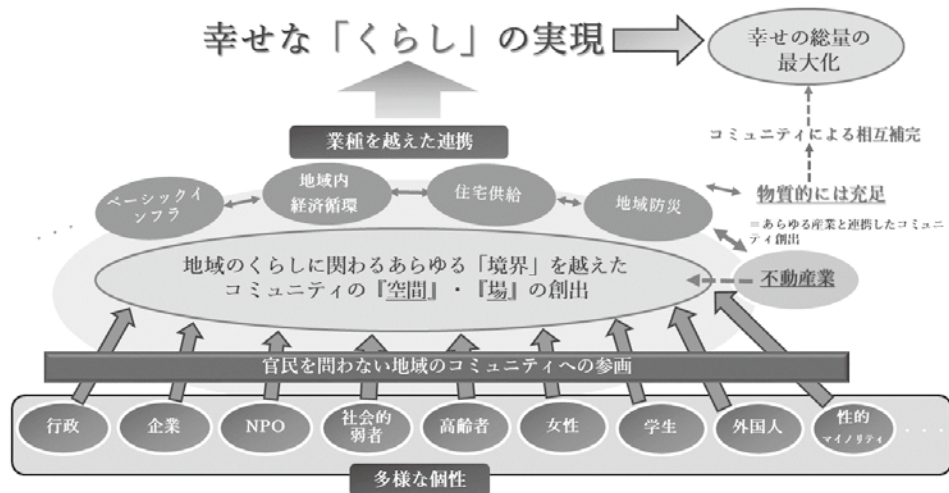 幸せな「くらし」の実現
幸せの総量の
最大化
コミュニティによる相互補完
業種を越えた連携
ベーシックイ
ンフラ
地域内
経済循環
住宅供給
地域防災
物質的には充足
＝あらゆる産業と連携したコミュニ
ティ創出
・・・
地域のくらしに関わるあらゆる「境界」を越えた
コミュニティの『空間』・『場』の創出
不動産業
官民を問わない地域のコミュニティへの参画
行政
企業
NPO
社会的
弱者
高齢者
女性
学生
外国人
性的
マイノリティ
・・・
多様な個性